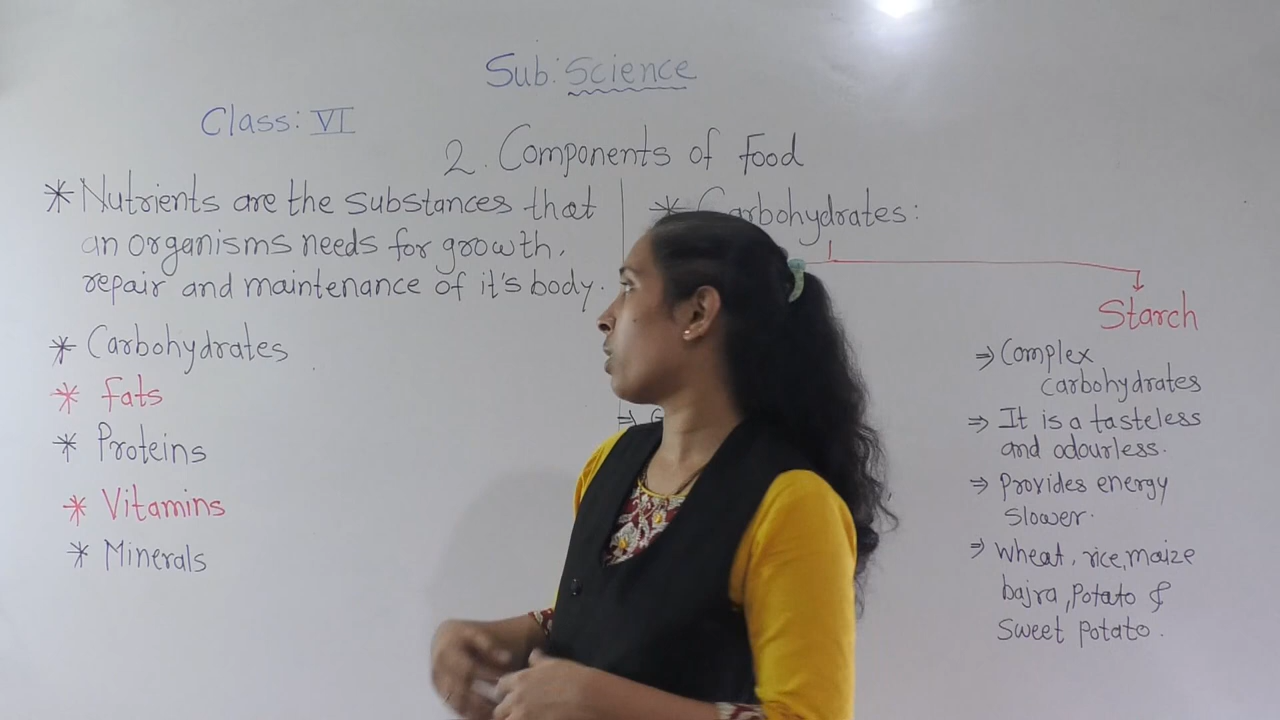 Sub: Science
Class: VI
2. Components of Food
* Nutrients are the substances that
an organisms needs for growth,
repair and maintenance of it's body.
* Carbohydrates
* Fats
* Proteins
* Vitamins
* Minerals
* Carbohydrates:
Starch
⇒ Complex
carbohydrates
⇒ It is a tasteless
and odourless.
⇒ Provides energy
slower.
⇒ Wheat, rice, maize
bajra, Potato &
Sweet potato.